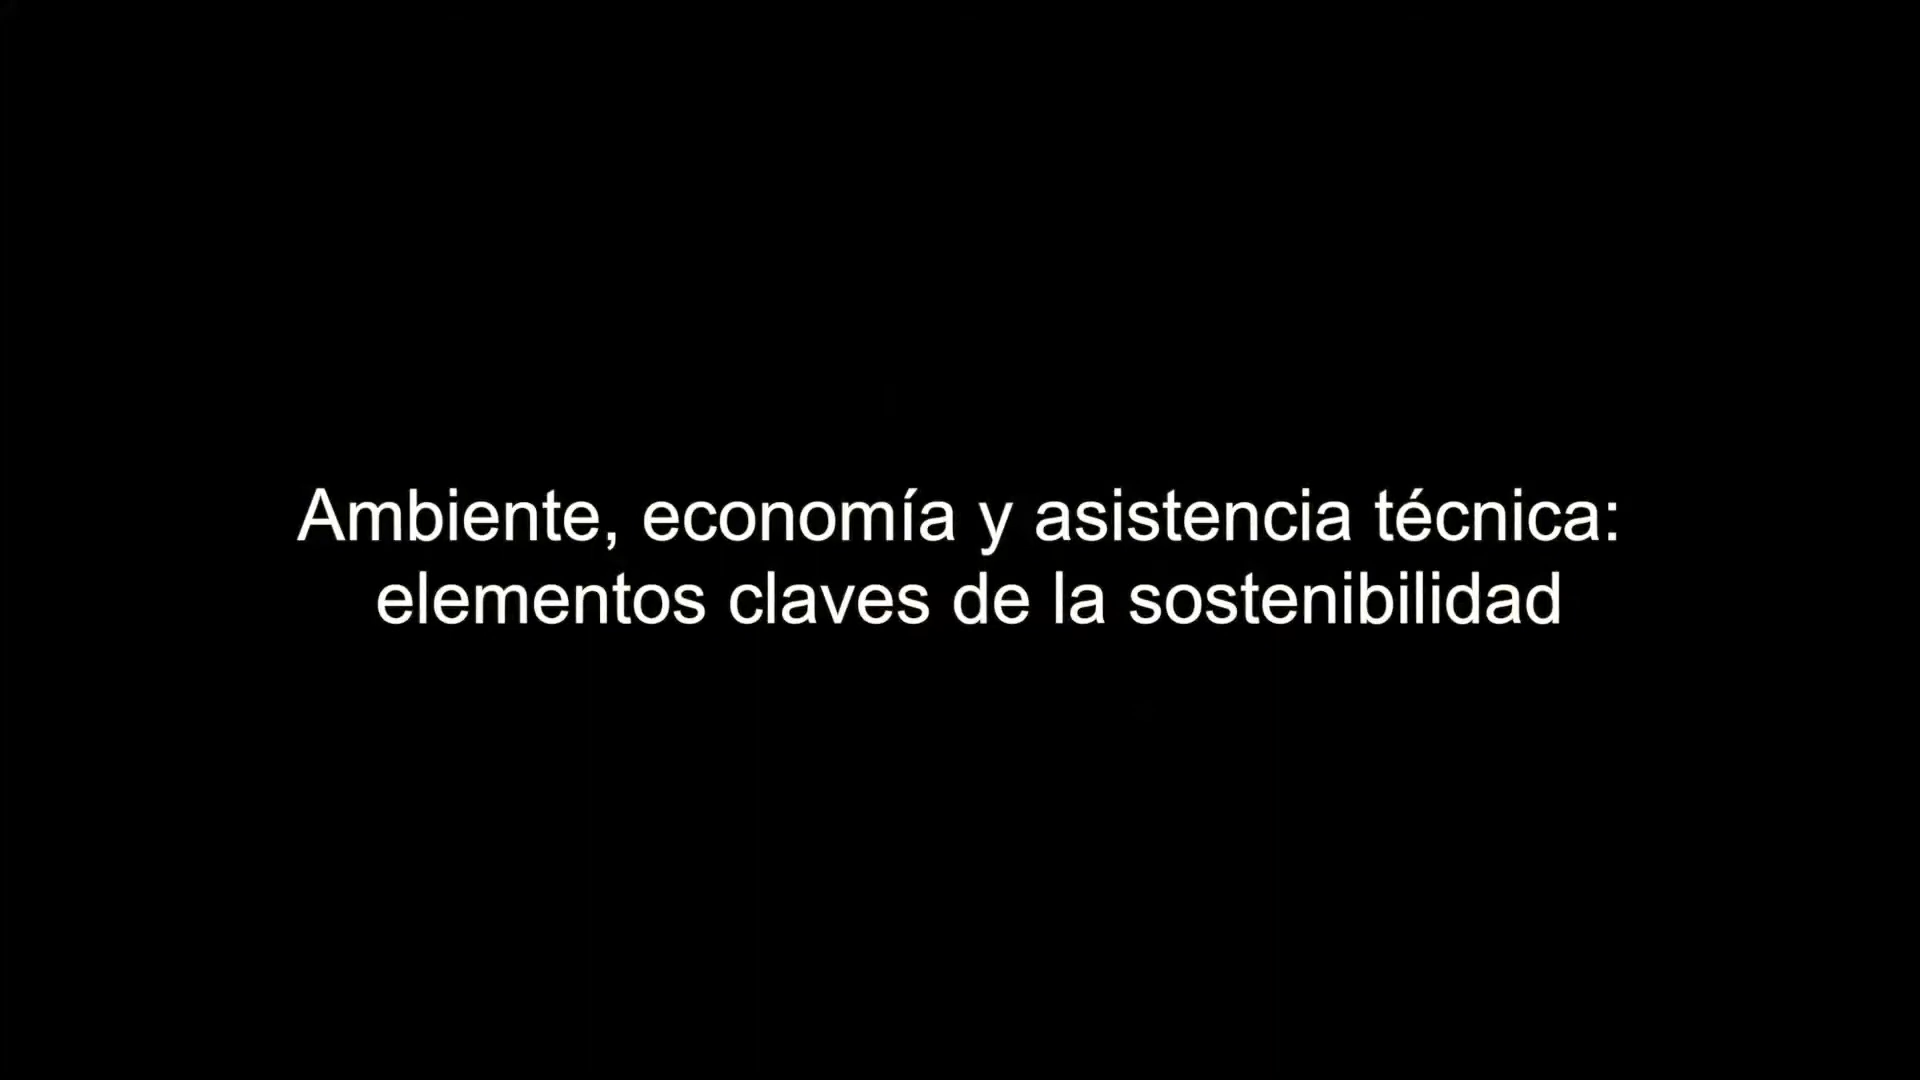 Ambiente, economía y asistencia técnica:
elementos claves de la sostenibilidad